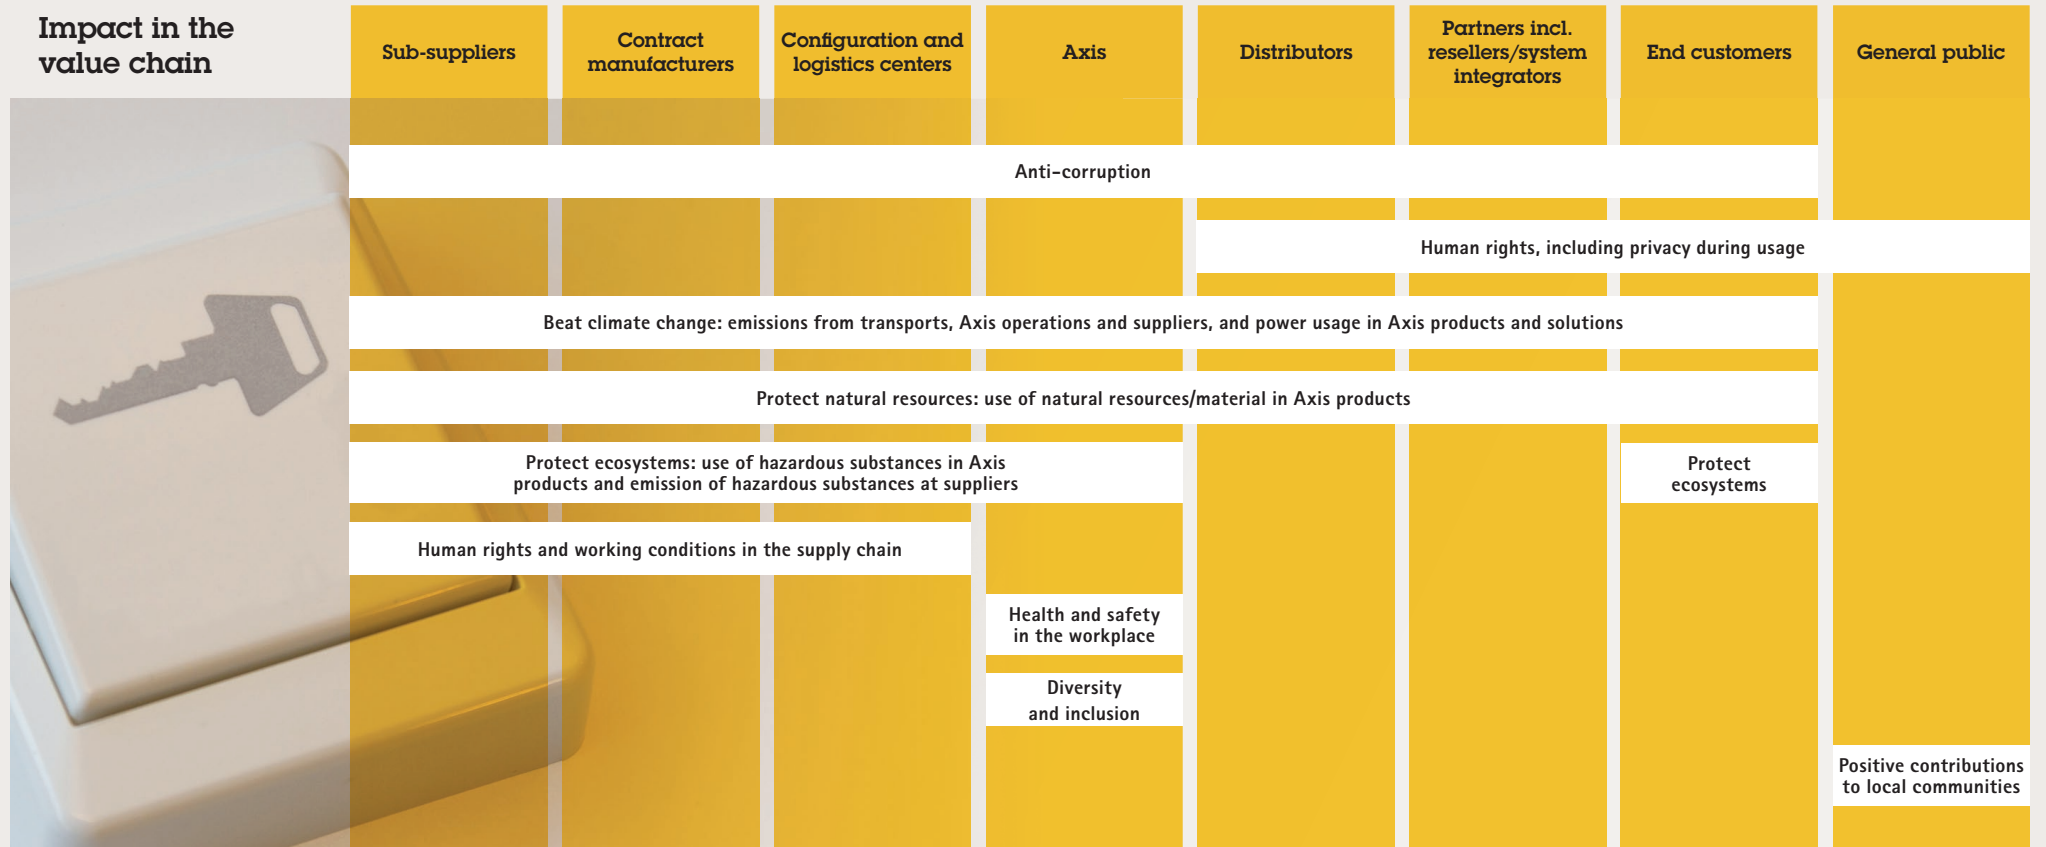 Impact in the
value chain
Sub-suppliers
Contract
manufacturers
Configuration and
logistics centers
Axis
Distributors
Partners incl.
resellers/system
integrators
End customers
General public
Anti-corruption
Human rights, including privacy during usage
Beat climate change: emissions from transports, Axis operations and suppliers, and power usage in Axis products and solutions
Protect natural resources: use of natural resources/material in Axis products
Protect ecosystems: use of hazardous substances in Axis
products and emission of hazardous substances at suppliers
Protect
ecosystems
Human rights and working conditions in the supply chain
Health and safety
in the workplace
Diversity
and inclusion
Positive contributions
to local communities